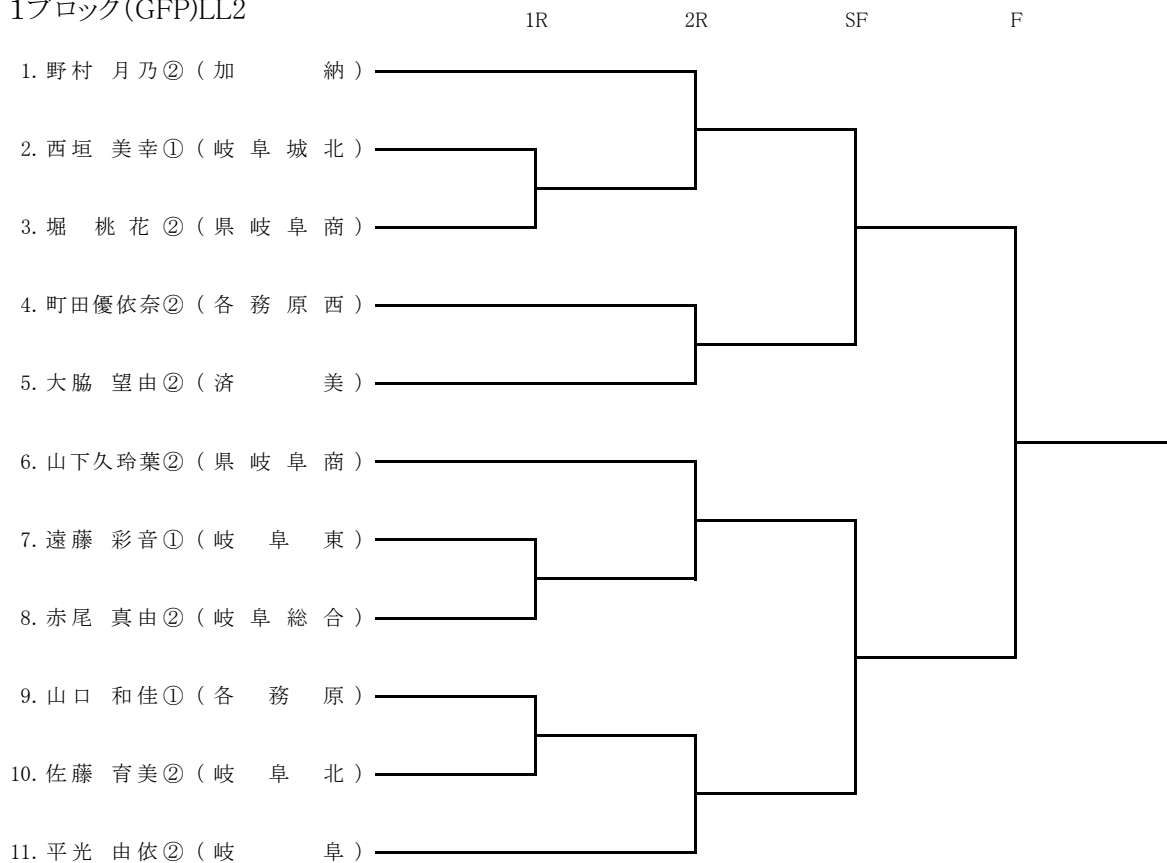 1ブロック(GFP)LL2
1R 2R SF F
1. 野村 月乃② ( 加 納 )
2. 西垣 美幸① ( 岐 阜 城 北 )
3. 堀 桃花 ② ( 県 岐 阜 商 )
4. 町田優依奈② ( 各 務 原 西 )
5. 大脇 望由② ( 済 美 )
6. 山下久玲葉② ( 県 岐 阜 商 )
7. 遠藤 彩音① ( 岐 阜 東 )
8. 赤尾 真由② ( 岐 阜 総 合 )
9. 山口 和佳① ( 各 務 原 )
10. 佐藤 育美② ( 岐 阜 北 )
11. 平光 由依② ( 岐 阜 )